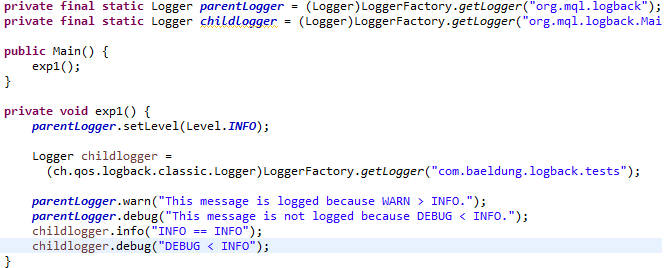 private final static Logger parentLogger = (Logger)LoggerFactory.getLogger("org.mql.logback");
private final static Logger childlogger = (Logger)LoggerFactory.getLogger("org.mql.logback.Mai
public Main() {
exp1();
}
private void exp1() {
parentLogger.setLevel(Level.INFO);
Logger childlogger =
(ch.qos.logback.classic.Logger)LoggerFactory.getLogger("com.baeldung.logback.tests");
parentLogger.warn("This message is logged because WARN > INFO.");
parentLogger.debug("This message is not logged because DEBUG < INFO.");
childlogger.info("INFO == INFO");
childlogger.debug("DEBUG < INFO");
}